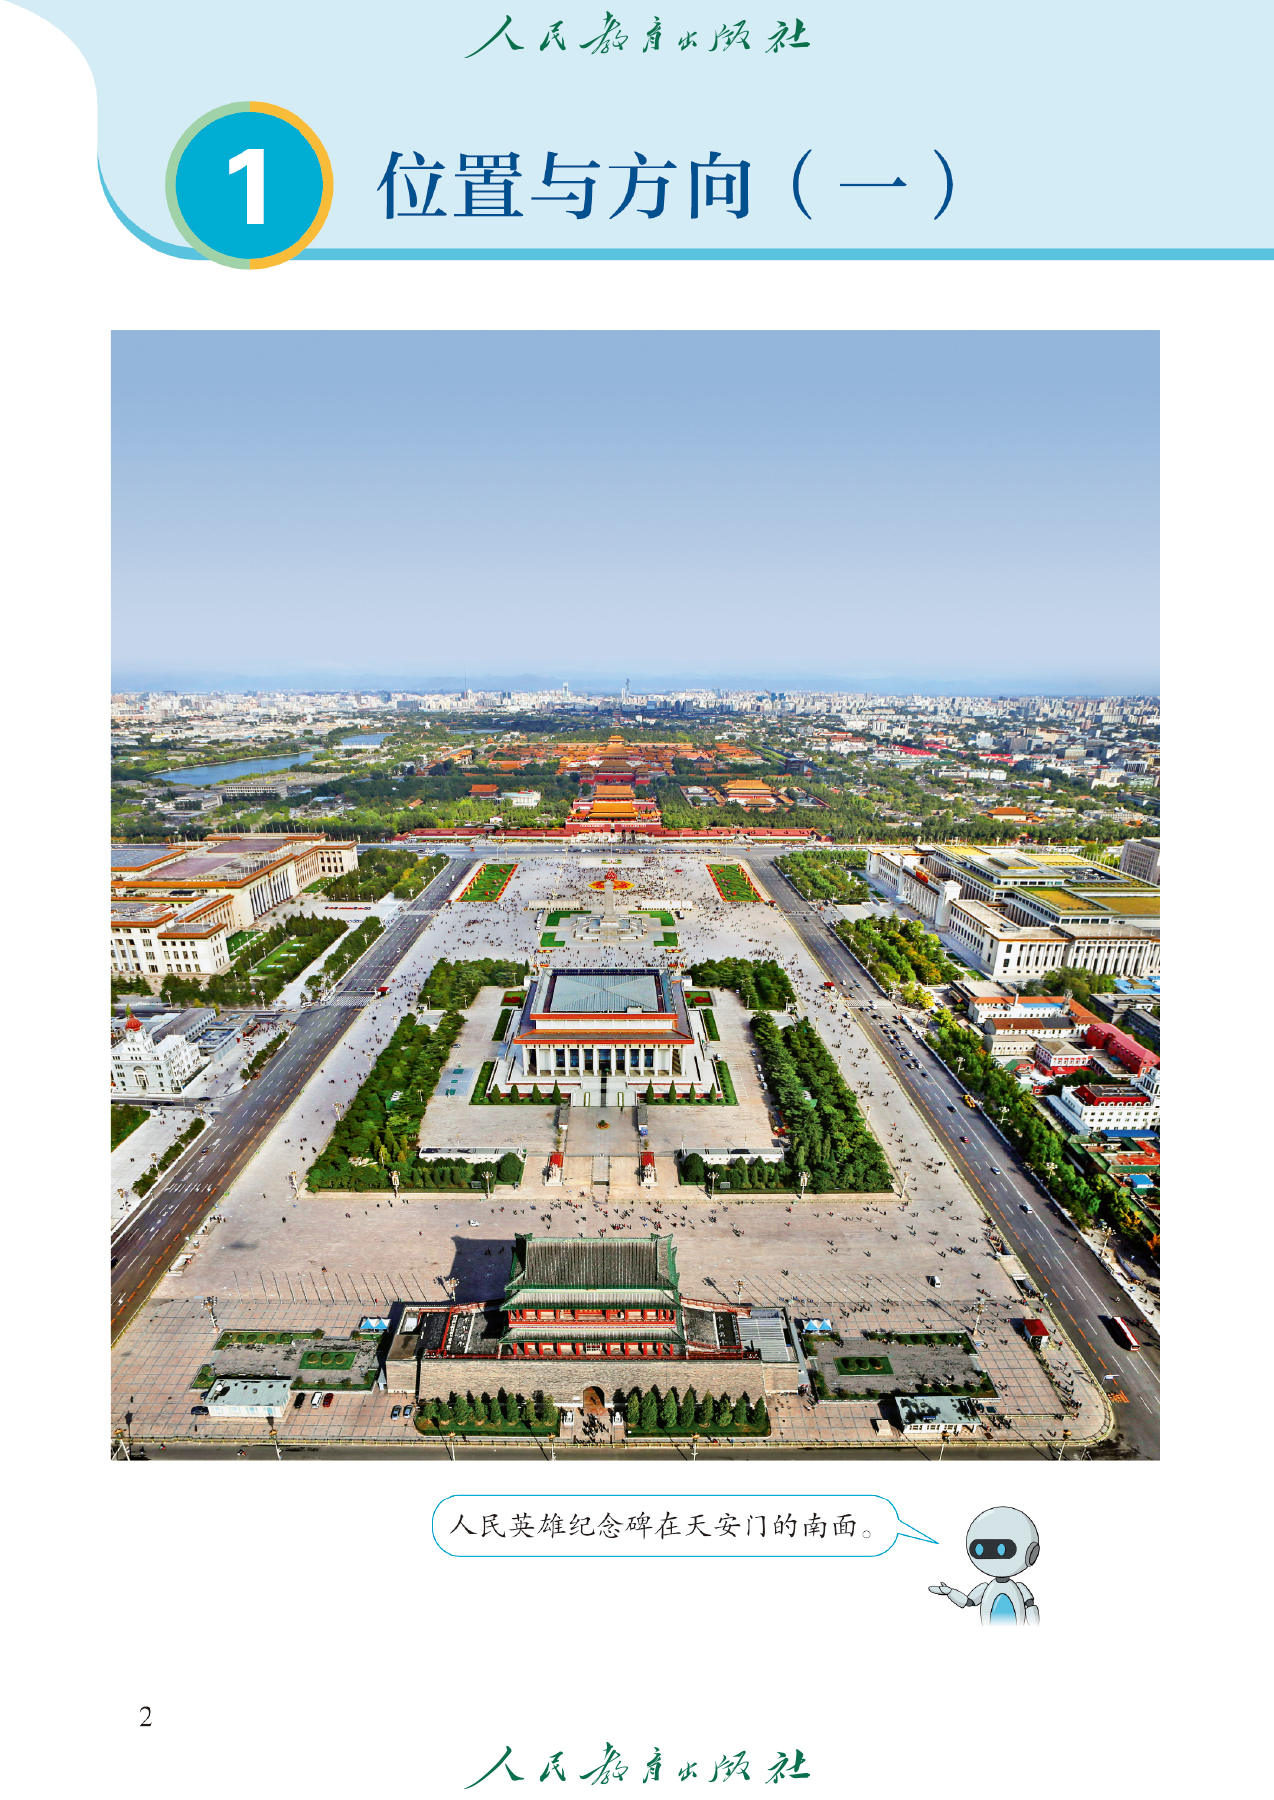 人民教育出版社
1 位置与方向（一）
人民英雄纪念碑在天安门的南面。
2
人民教育出版社